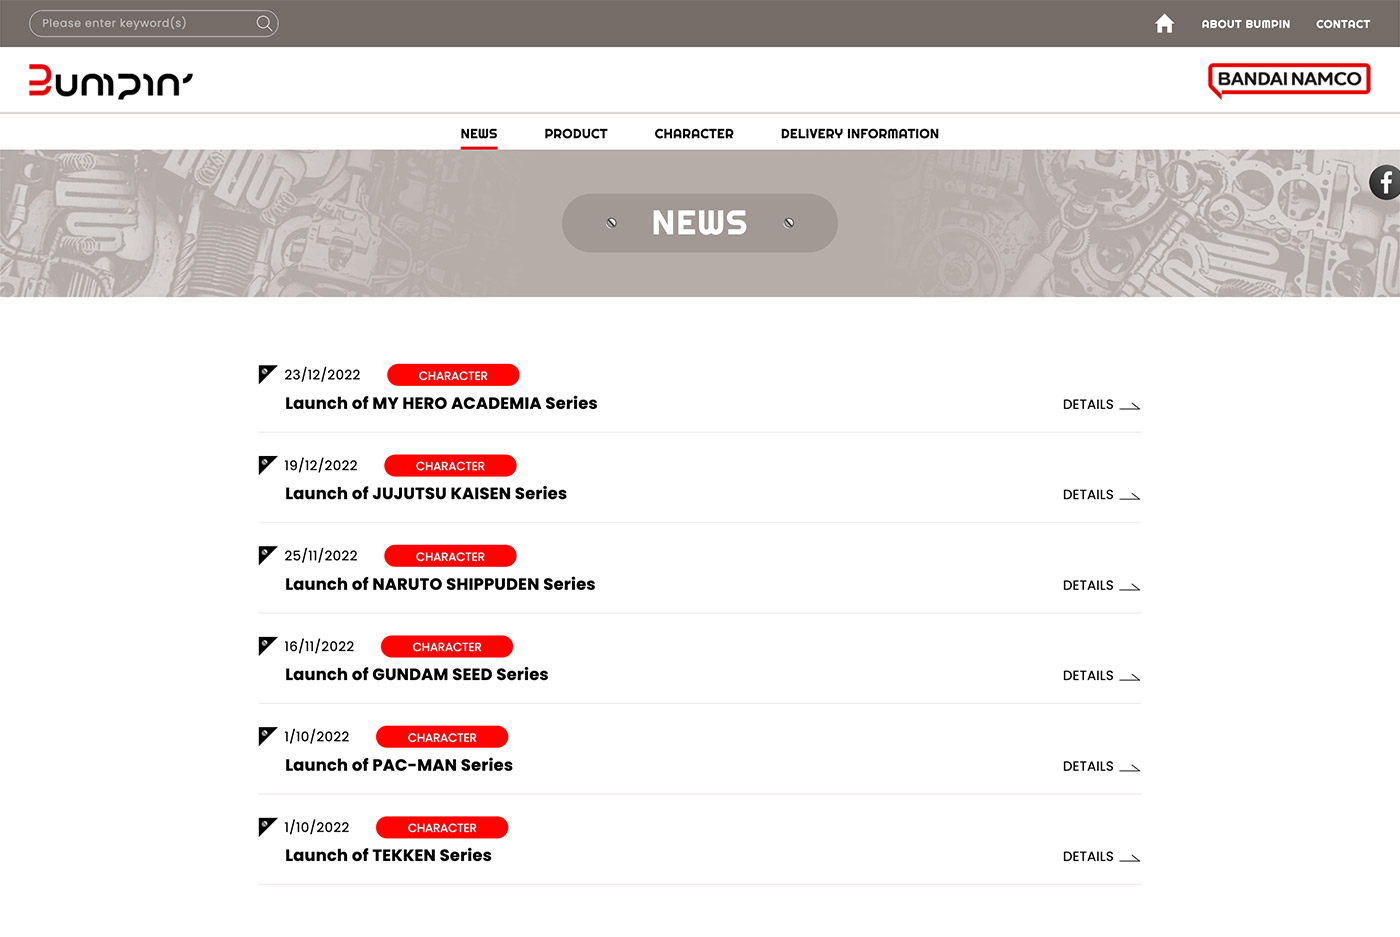 Please enter keyword(s)
ABOUT BUMPIN
CONTACT
Bumpin'
BANDAI NAMCO
NEWS
PRODUCT
CHARACTER
DELIVERY INFORMATION
NEWS
f
23/12/2022
CHARACTER
Launch of MY HERO ACADEMIA Series
DETAILS
19/12/2022
CHARACTER
Launch of JUJUTSU KAISEN Series
DETAILS
25/11/2022
CHARACTER
Launch of NARUTO SHIPPUDEN Series
DETAILS
16/11/2022
CHARACTER
Launch of GUNDAM SEED Series
DETAILS
1/10/2022
CHARACTER
Launch of PAC-MAN Series
DETAILS
1/10/2022
CHARACTER
Launch of TEKKEN Series
DETAILS